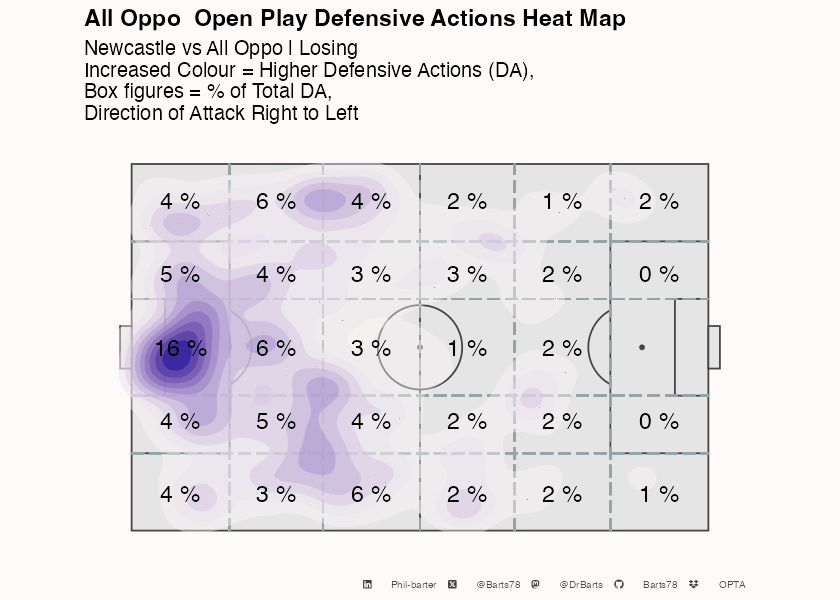 All Oppo  Open Play Defensive Actions Heat Map
Newcastle vs All Oppo | Losing
Increased Colour = Higher Defensive Actions (DA),
Box figures = % of Total DA,
Direction of Attack Right to Left
4 % 6 % 4 % 2 % 1 % 2 %
5 % 4 % 3 % 3 % 2 % 0 %
16 % 6 % 3 % 1 % 2 %
4 % 5 % 4 % 2 % 2 % 0 %
4 % 3 % 6 % 2 % 2 % 1 %
Phil-barter @Barts78 @DrBarts Barts78 OPTA